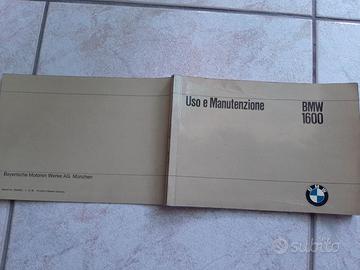 Uso e Manutenzione
BMW
1600
BMW
Bayerische Motoren Werke AG München
subito